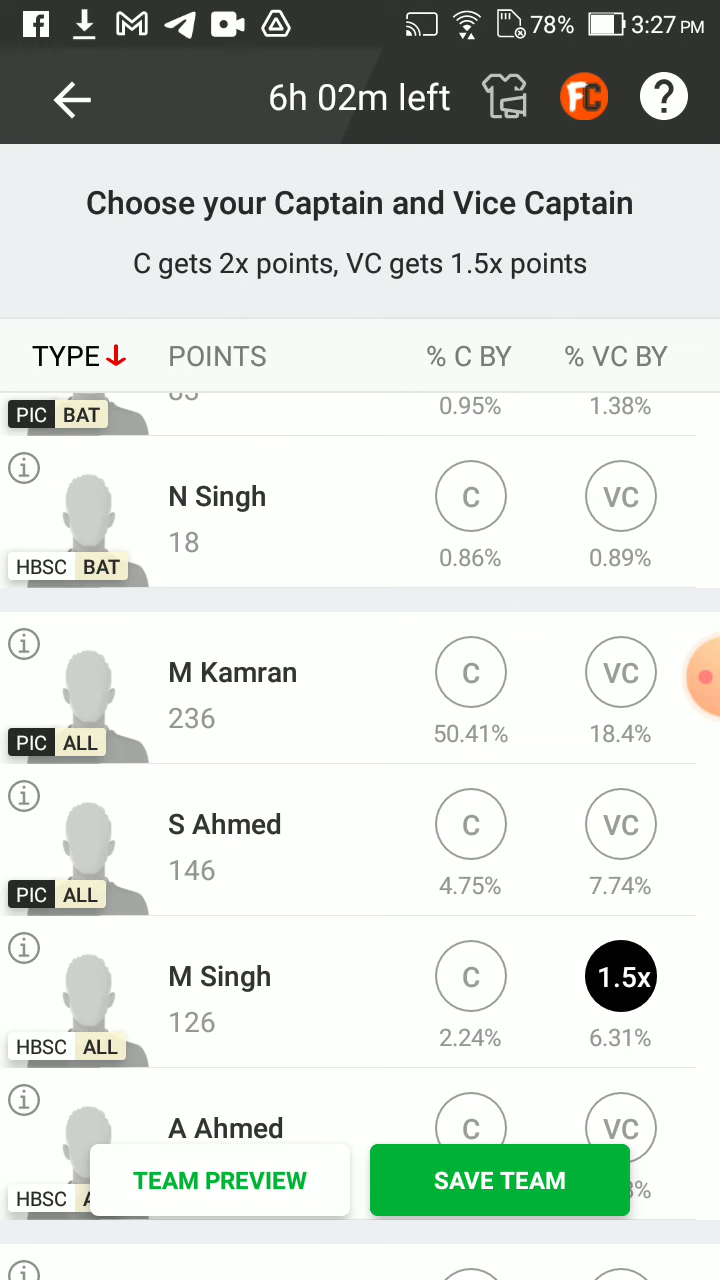 78% 3:27 PM
6h 02m left FC ?
Choose your Captain and Vice Captain
C gets 2x points, VC gets 1.5x points
TYPE POINTS % C BY % VC BY
PIC BAT 0.95% 1.38%
N Singh C VC
18
HBSC BAT 0.86% 0.89%
M Kamran C VC
236
PIC ALL 50.41% 18.4%
S Ahmed C VC
146
PIC ALL 4.75% 7.74%
M Singh C 1.5x
126
HBSC ALL 2.24% 6.31%
A Ahmed C VC
HBSC
TEAM PREVIEW SAVE TEAM